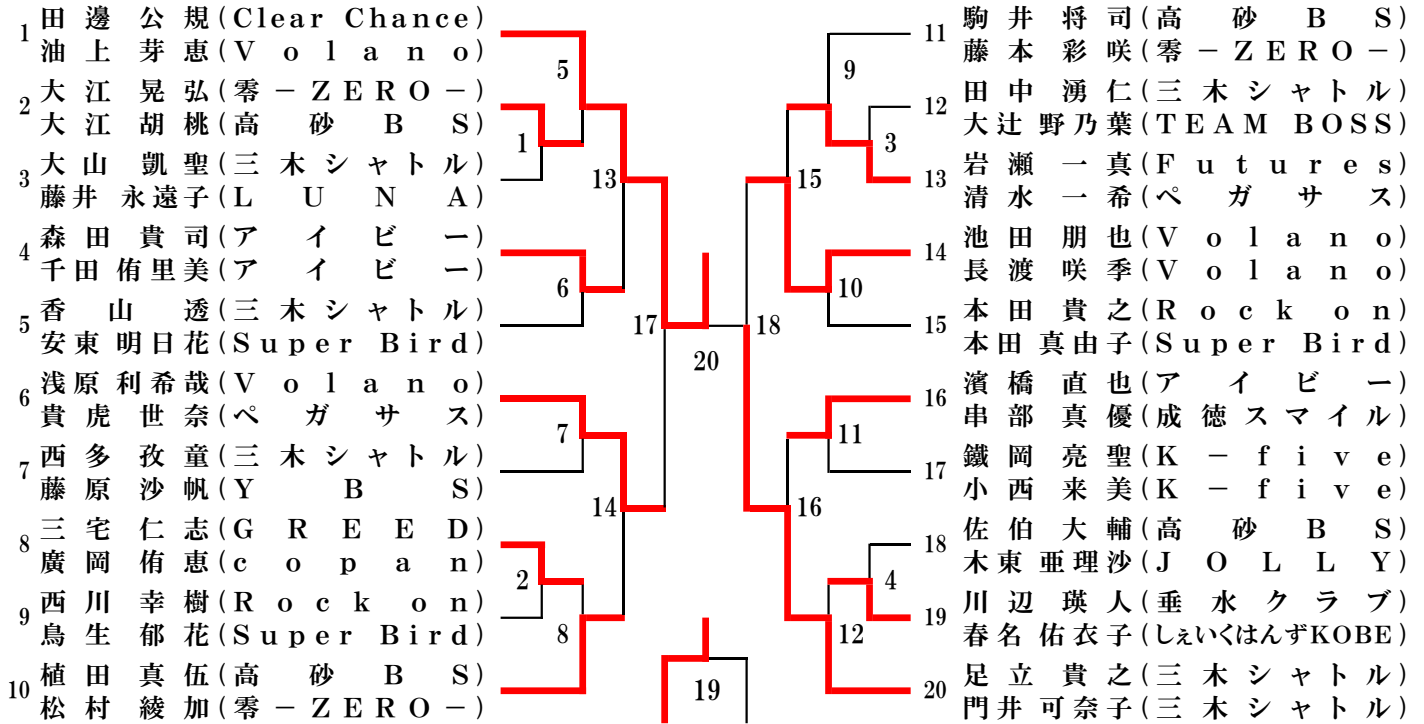 1 田邊公規(Clear Chance)
油上芽恵(Volano)
2 大江晃弘(零－ZERO－)
大江胡桃(高砂BS)
3 大山凱聖(三木シャトル)
藤井永遠子(LUNA)
4 森田貴司(アイビー)
千田侑里美(アイビー)
5 香山透(三木シャトル)
安東明日花(Super Bird)
6 浅原利希哉(Volano)
貴虎世奈(ペガサス)
7 西多孜童(三木シャトル)
藤原沙帆(YBS)
8 三宅仁志(GREED)
廣岡侑恵(copan)
9 西川幸樹(Rock on)
鳥生郁花(Super Bird)
10 植田真伍(高砂BS)
松村綾加(零－ZERO－)
5
1
13
6
17
7
14
2
8
20
19
9
3
15
10
18
11
16
4
12
11 駒井将司(高砂BS)
藤本彩咲(零－ZERO－)
12 田中湧仁(三木シャトル)
大辻野乃葉(TEAM BOSS)
13 岩瀬一真(Futures)
清水一希(ペガサス)
14 池田朋也(Volano)
長渡咲季(Volano)
15 本田貴之(Rock on)
本田真由子(Super Bird)
16 濱橋直也(アイビー)
串部真優(成徳スマイル)
17 鐵岡亮聖(K－five)
小西来美(K－five)
18 佐伯大輔(高砂BS)
木東亜理沙(JOLLY)
19 川辺瑛人(垂水クラブ)
春名佑衣子(しぇいくはんずKOBE)
20 足立貴之(三木シャトル)
門井可奈子(三木シャトル)